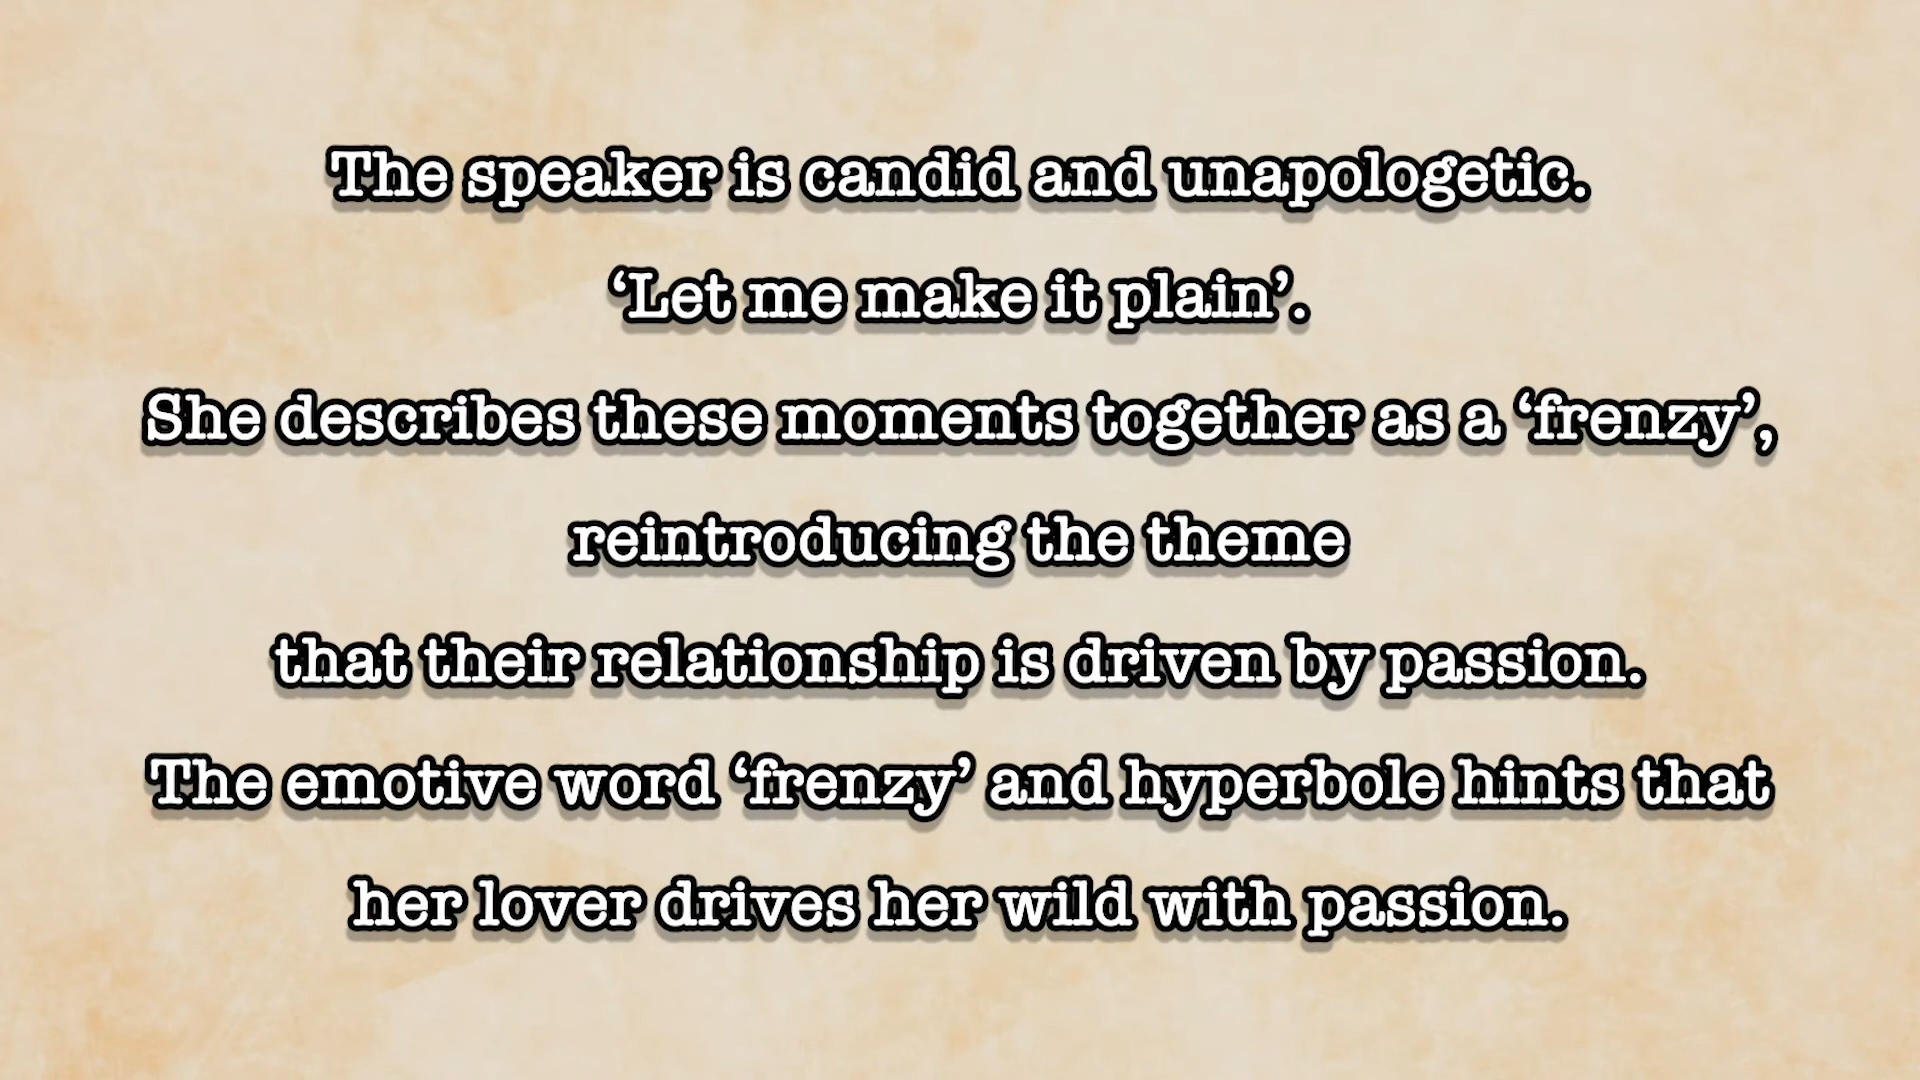 The speaker is candid and unapologetic.
‘Let me make it plain’.
She describes these moments together as a ‘frenzy’,
reintroducing the theme
that their relationship is driven by passion.
The emotive word ‘frenzy’ and hyperbole hints that
her lover drives her wild with passion.